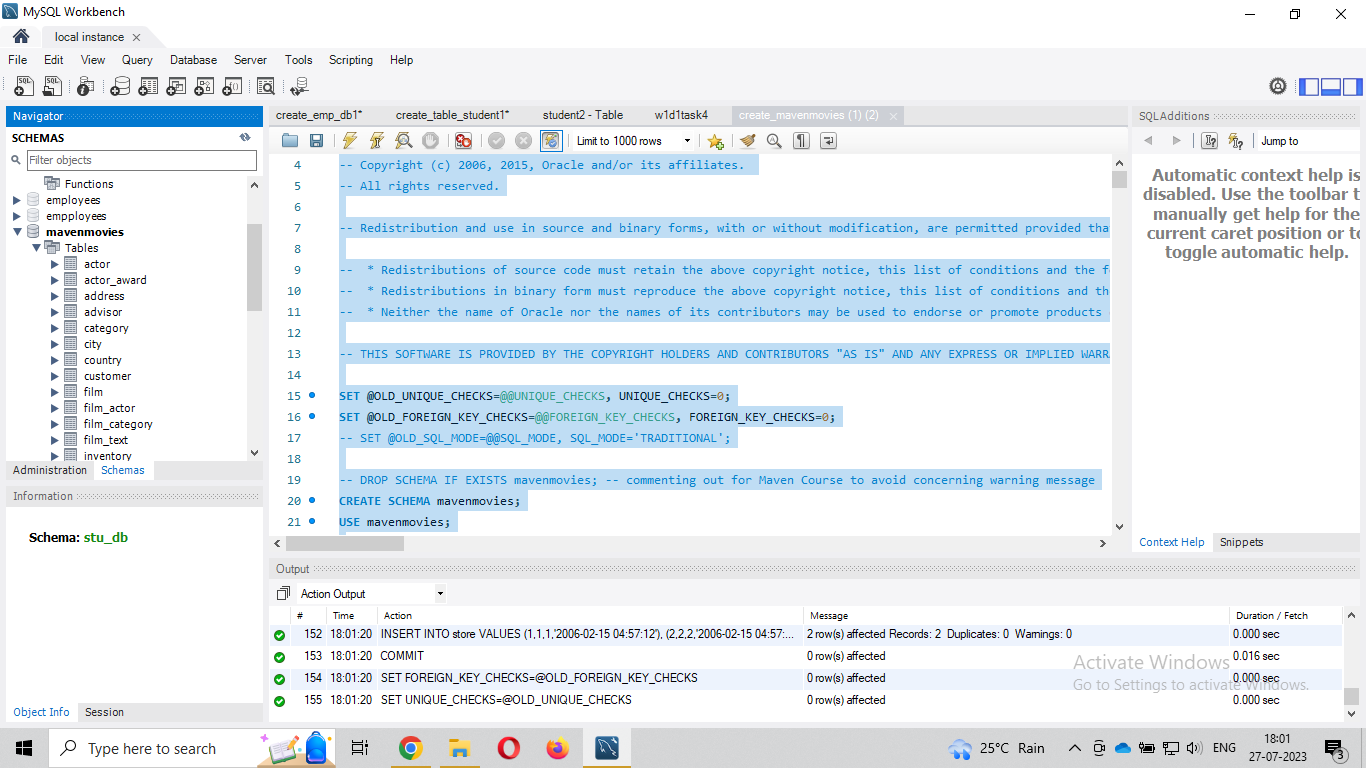 MySQL Workbench
local instance
File Edit View Query Database Server Tools Scripting Help
Navigator
SCHEMAS
Filter objects
Functions
employees
empployees
mavenmovies
Tables
actor
actor_award
address
advisor
category
city
country
customer
film
film_actor
film_category
film_text
inventory
Administration Schemas
Information
Schema: stu_db
Object Info Session
create_emp_db1* create_table_student1* student2 - Table w1d1task4 create_mavenmovies (1) (2)
Limit to 1000 rows
4 -- Copyright (c) 2006, 2015, Oracle and/or its affiliates.
5 -- All rights reserved.
6
7 -- Redistribution and use in source and binary forms, with or without modification, are permitted provided tha
8
9 --  * Redistributions of source code must retain the above copyright notice, this list of conditions and the f
10 --  * Redistributions in binary form must reproduce the above copyright notice, this list of conditions and th
11 --  * Neither the name of Oracle nor the names of its contributors may be used to endorse or promote products
12
13 -- THIS SOFTWARE IS PROVIDED BY THE COPYRIGHT HOLDERS AND CONTRIBUTORS "AS IS" AND ANY EXPRESS OR IMPLIED WARR
14
15 SET @OLD_UNIQUE_CHECKS=@@UNIQUE_CHECKS, UNIQUE_CHECKS=0;
16 SET @OLD_FOREIGN_KEY_CHECKS=@@FOREIGN_KEY_CHECKS, FOREIGN_KEY_CHECKS=0;
17 -- SET @OLD_SQL_MODE=@@SQL_MODE, SQL_MODE='TRADITIONAL';
18
19 -- DROP SCHEMA IF EXISTS mavenmovies; -- commenting out for Maven Course to avoid concerning warning message
20 CREATE SCHEMA mavenmovies;
21 USE mavenmovies;
SQLAdditions
Jump to
Automatic context help is
disabled. Use the toolbar t
manually get help for the
current caret position or to
toggle automatic help.
Context Help Snippets
Output
Action Output
# Time Action Message Duration / Fetch
152 18:01:20 INSERT INTO store VALUES (1,1,1,'2006-02-15 04:57:12'), (2,2,2,'2006-02-15 04:57:... 2 row(s) affected Records: 2 Duplicates: 0 Warnings: 0 0.000 sec
153 18:01:20 COMMIT 0 row(s) affected 0.016 sec
154 18:01:20 SET FOREIGN_KEY_CHECKS=@OLD_FOREIGN_KEY_CHECKS 0 row(s) affected 0.000 sec
155 18:01:20 SET UNIQUE_CHECKS=@OLD_UNIQUE_CHECKS 0 row(s) affected 0.000 sec
Activate Windows
Go to Settings to activate Windows.
Type here to search
25°C Rain
ENG
18:01
27-07-2023
3